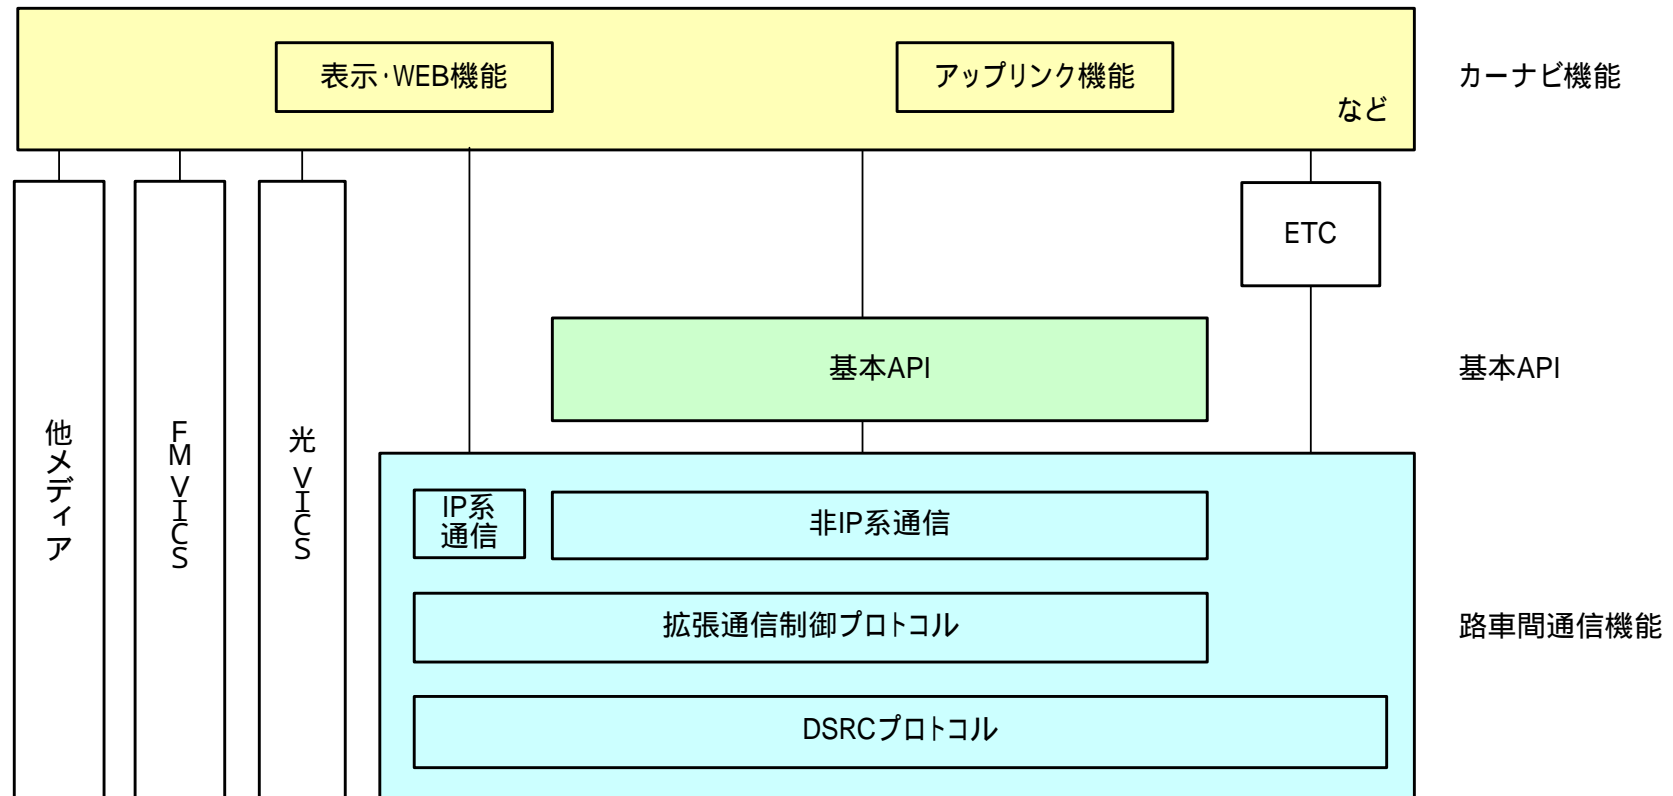 表示・WEB機能
アップリンク機能
など
カーナビ機能
ETC
基本API
基本API
他メディア
FM VICS
光 VICS
IP系
通信
非IP系通信
拡張通信制御プロトコル
路車間通信機能
DSRCプロトコル